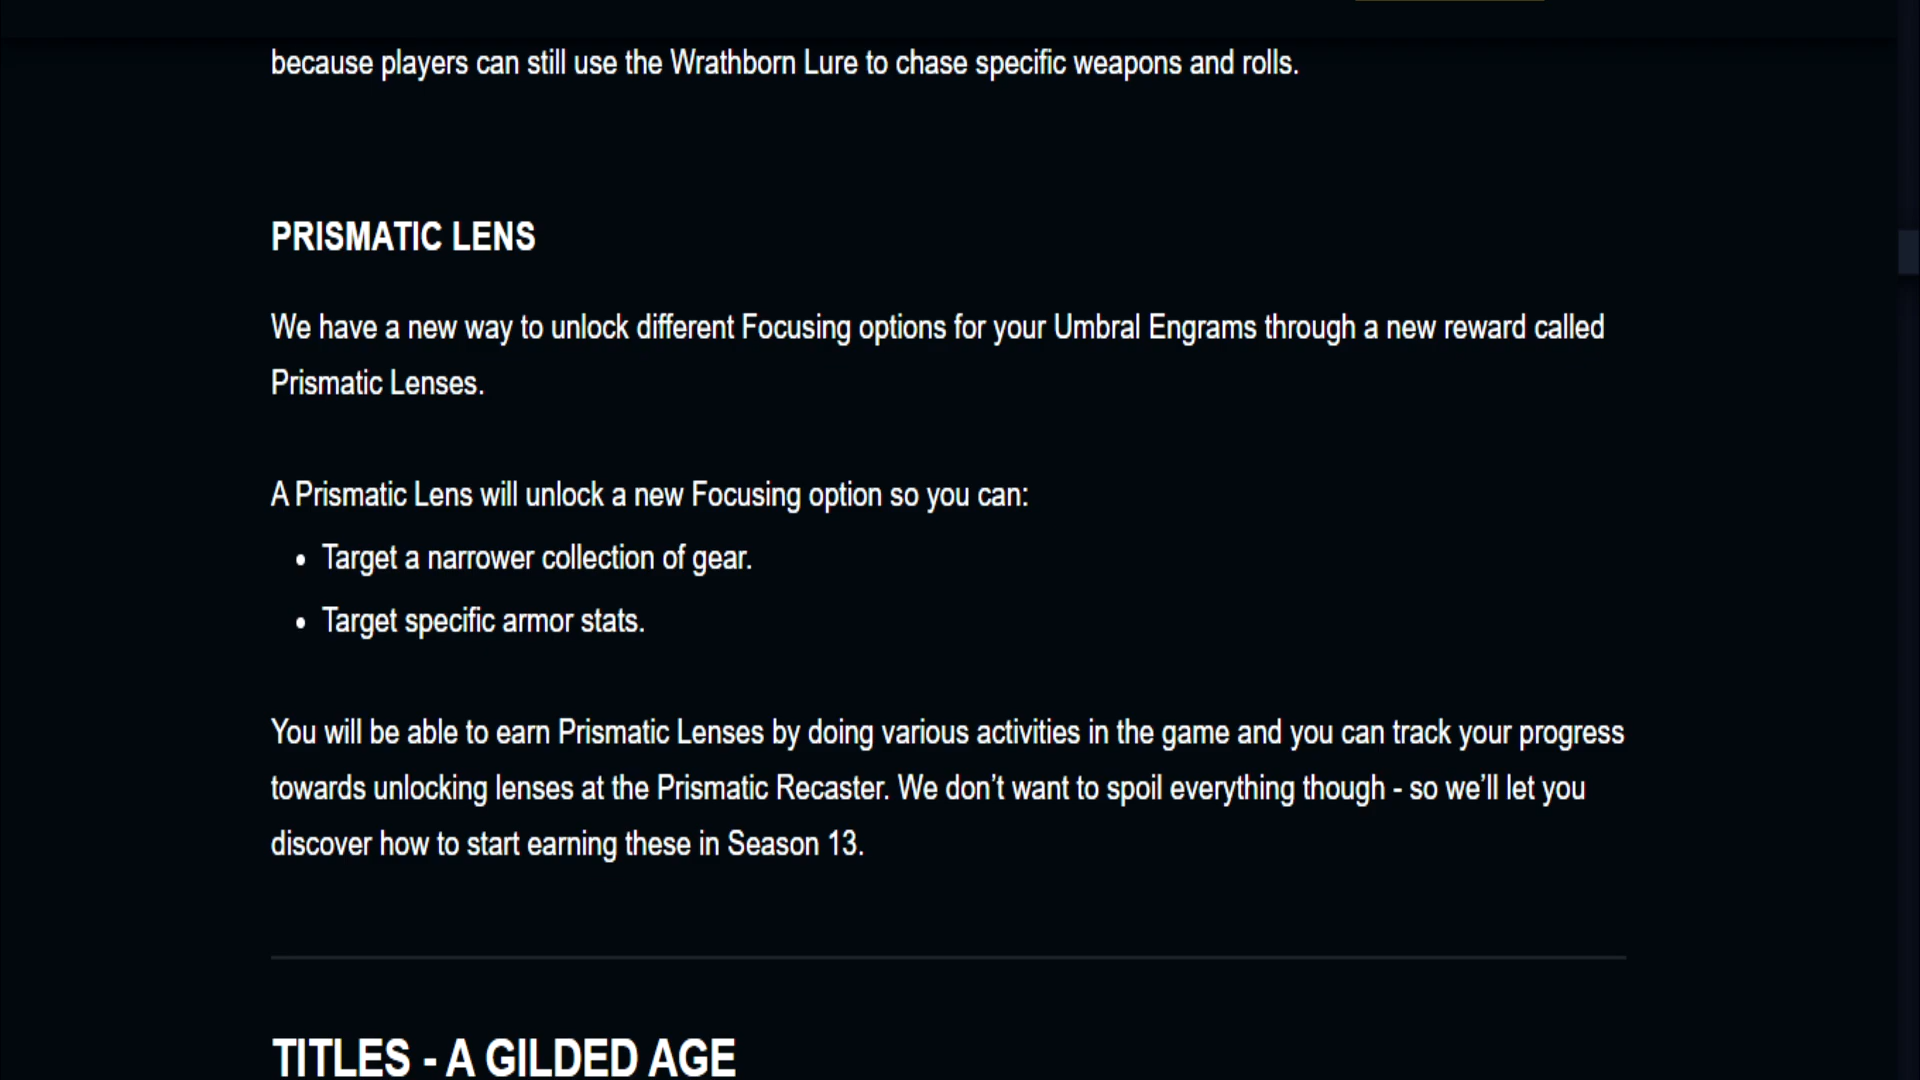 because players can still use the Wrathborn Lure to chase specific weapons and rolls.
PRISMATIC LENS
We have a new way to unlock different Focusing options for your Umbral Engrams through a new reward called
Prismatic Lenses.
A Prismatic Lens will unlock a new Focusing option so you can:
• Target a narrower collection of gear.
• Target specific armor stats.
You will be able to earn Prismatic Lenses by doing various activities in the game and you can track your progress
towards unlocking lenses at the Prismatic Recaster. We don’t want to spoil everything though - so we’ll let you
discover how to start earning these in Season 13.
TITLES - A GILDED AGE